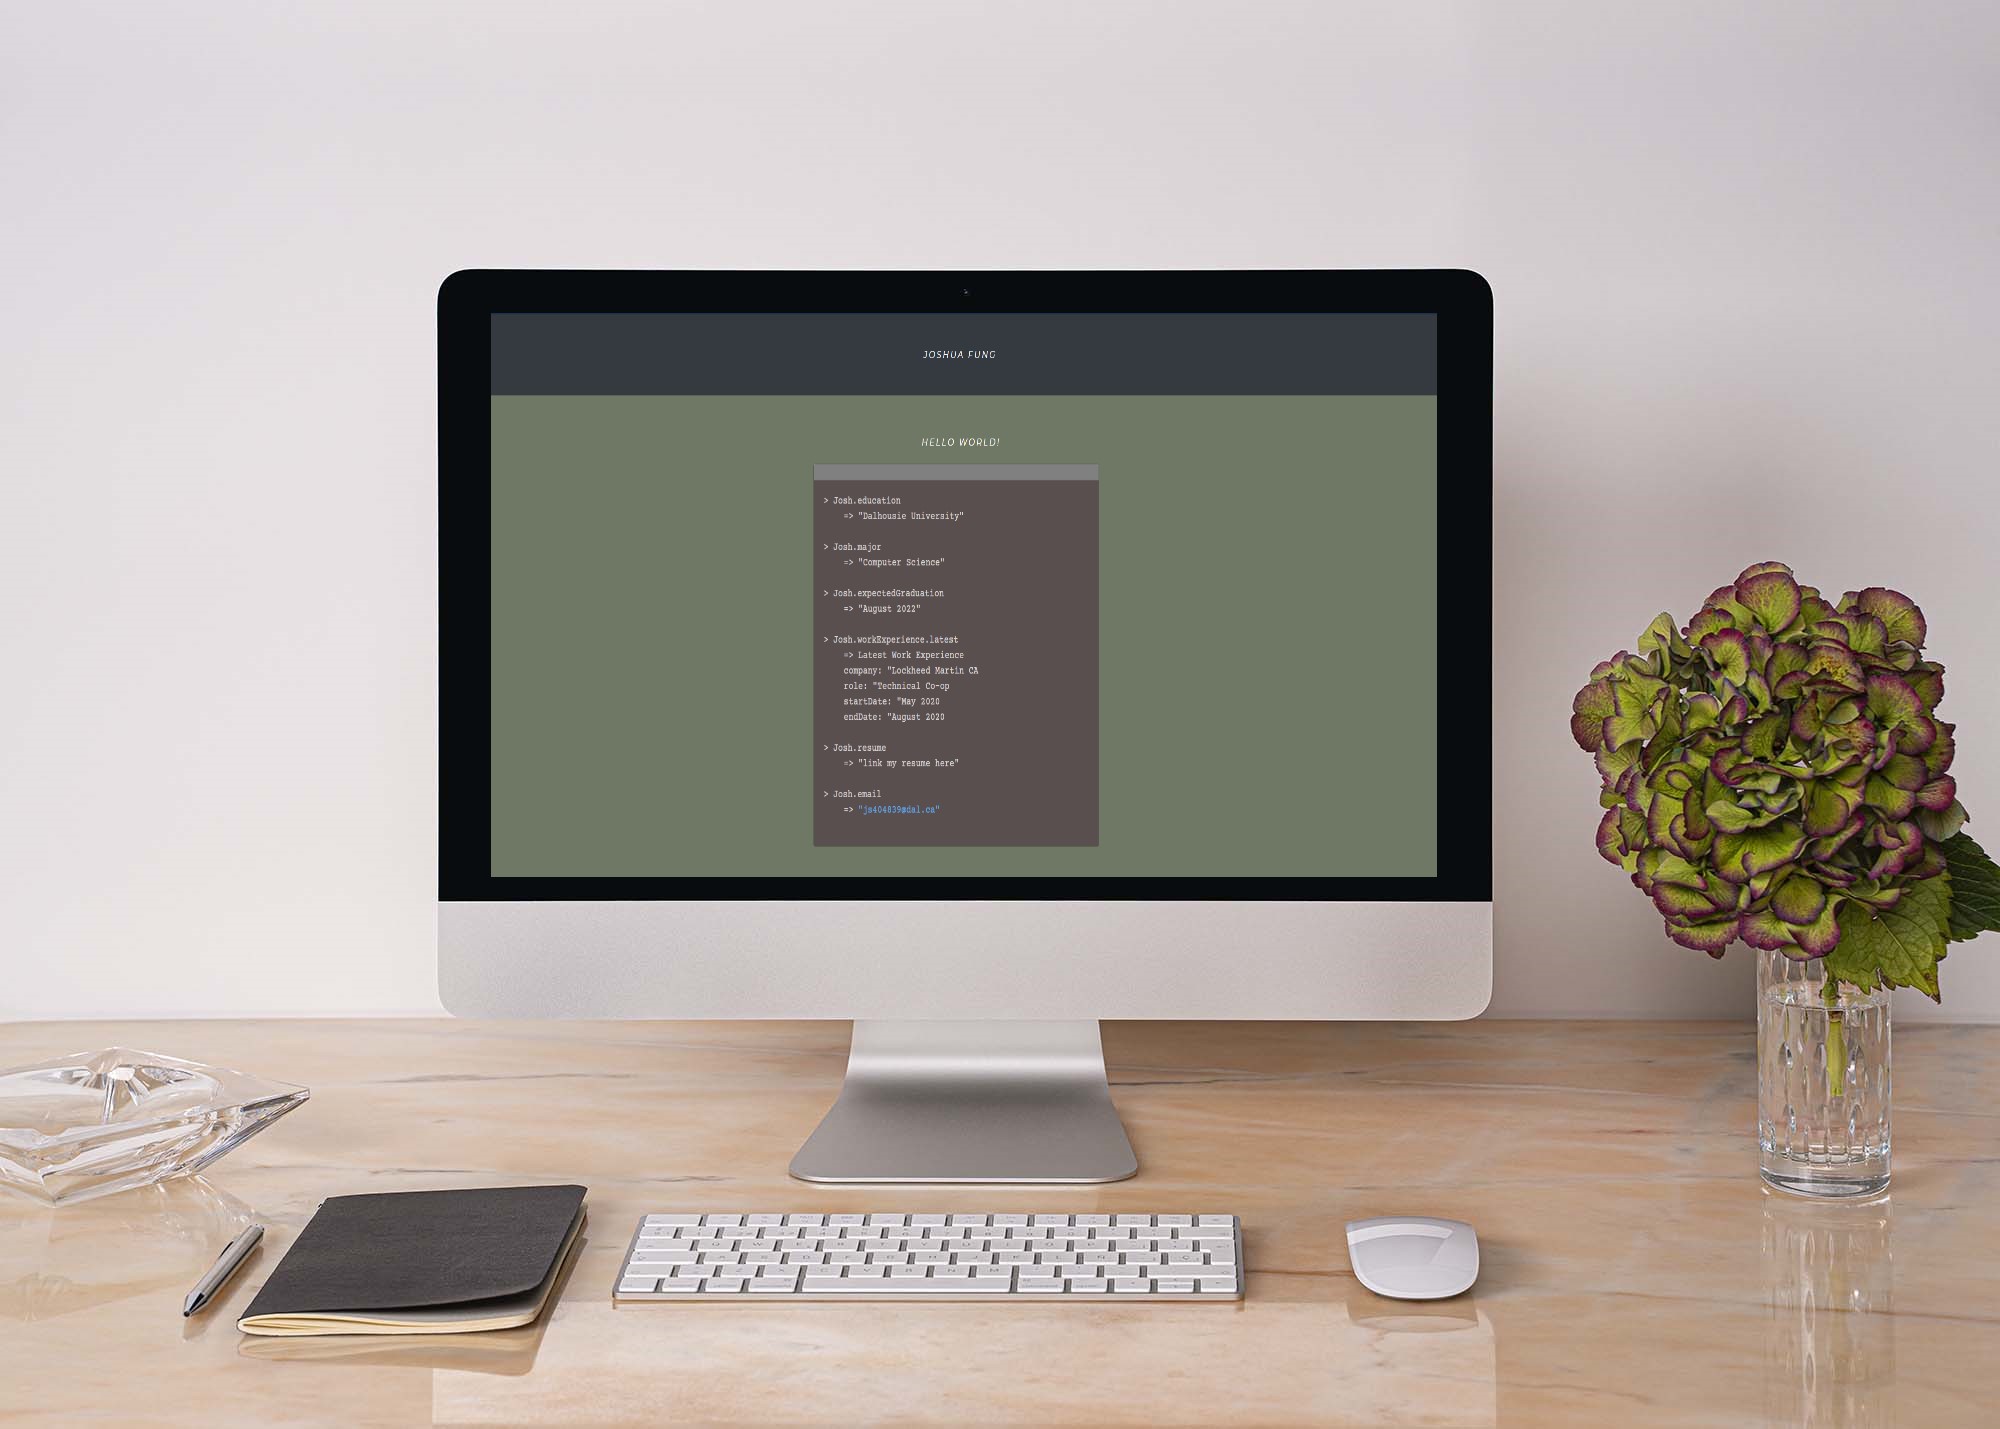 JOSHUA FUNG
HELLO WORLD!
> Josh.education
=> "Dalhousie University"
> Josh.major
=> "Computer Science"
> Josh.expectedGraduation
=> "August 2022"
> Josh.workExperience.latest
=> Latest Work Experience
company: "Lockheed Martin CA
role: "Technical Co-op
startDate: "May 2020
endDate: "August 2020
> Josh.resume
=> "link my resume here"
> Josh.email
=> "js404839@dal.ca"